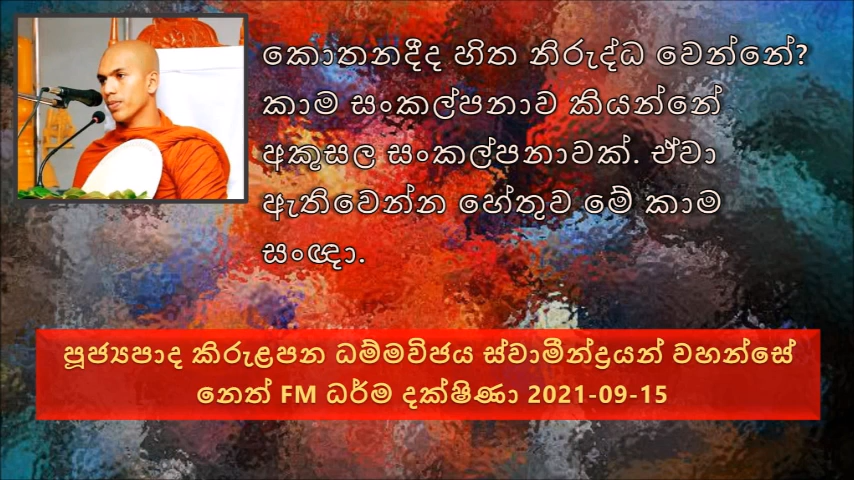 කොතනදීද හිත නිරුද්ධ වෙන්නේ?
කාම සංකල්පනාව කියන්නේ
අකුසල සංකල්පනාවක්. ඒවා
ඇතිවෙන්න හේතුව මේ කාම
සංඥා.
පූජ්‍යපාද කිරුළපන ධම්මවිජය ස්වාමීන්ද්‍රයන් වහන්සේ
නෙත් FM ධර්ම දක්ෂිණා 2021-09-15